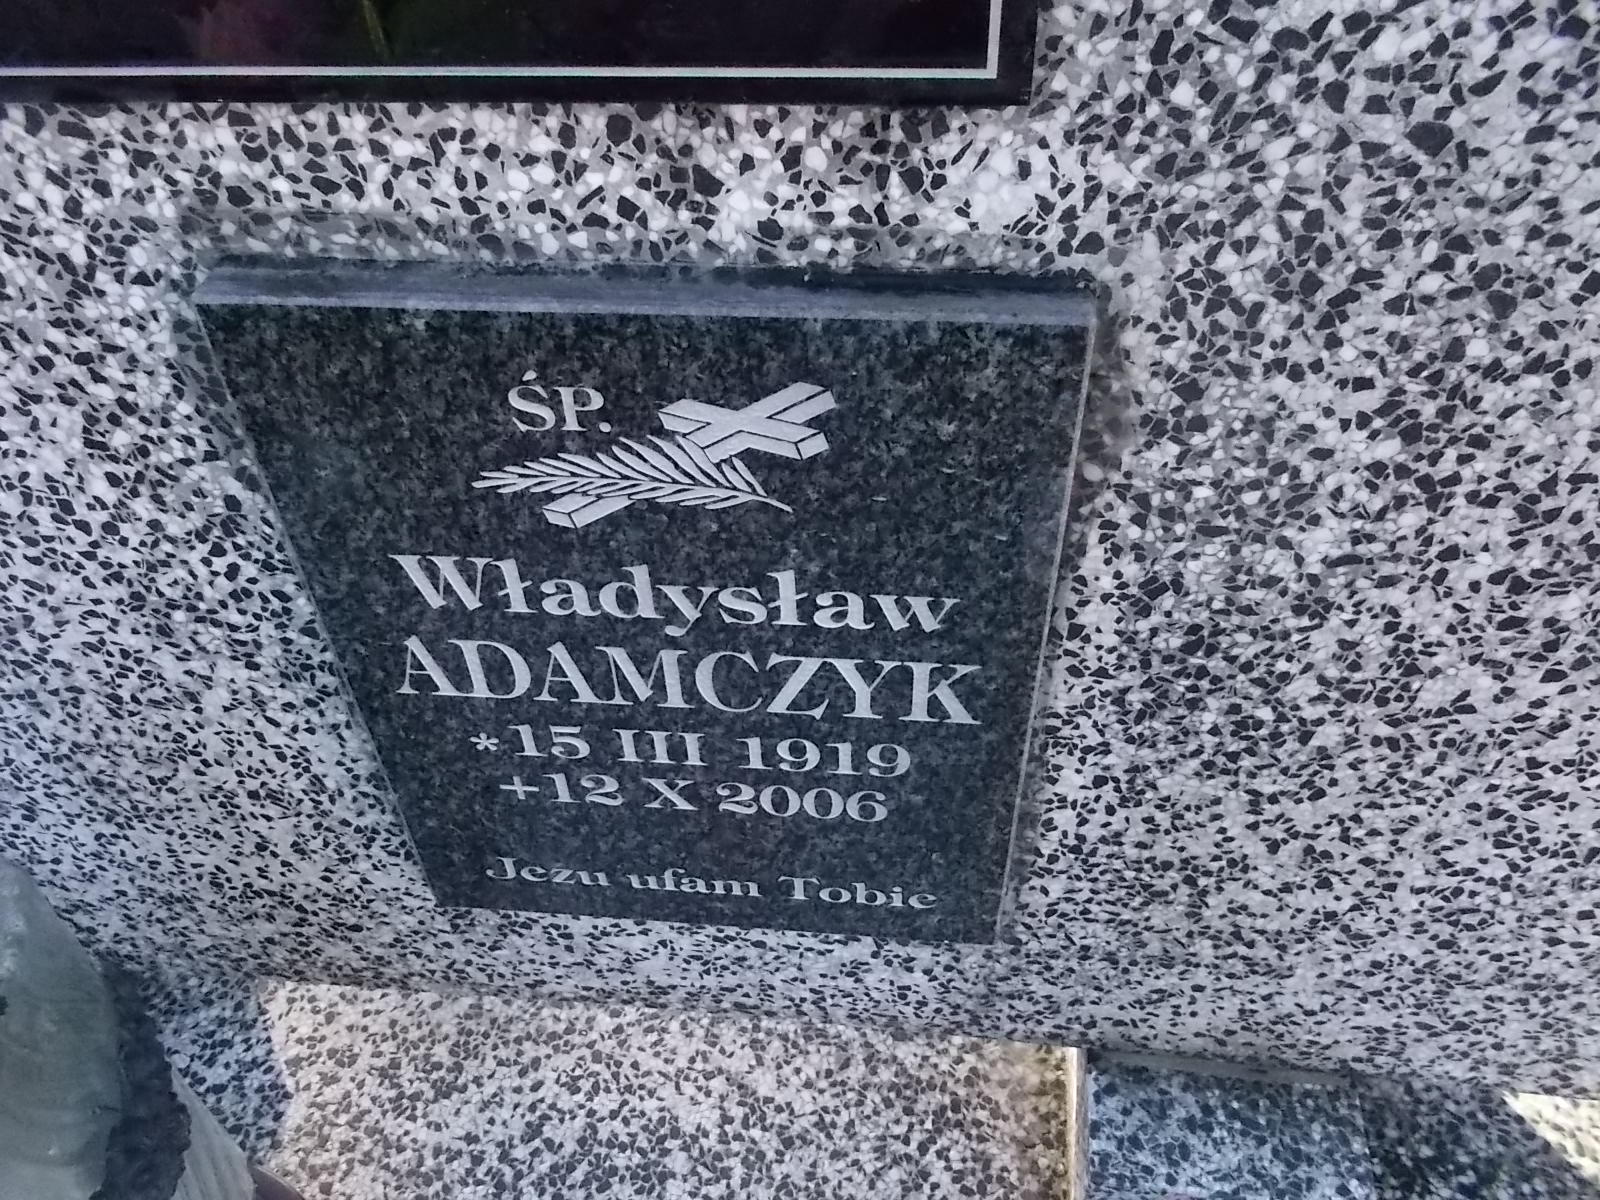 ŚP.
Władysław
ADAMCZYK
*15 III 1919
+12 X 2006
Jezu ufam Tobie